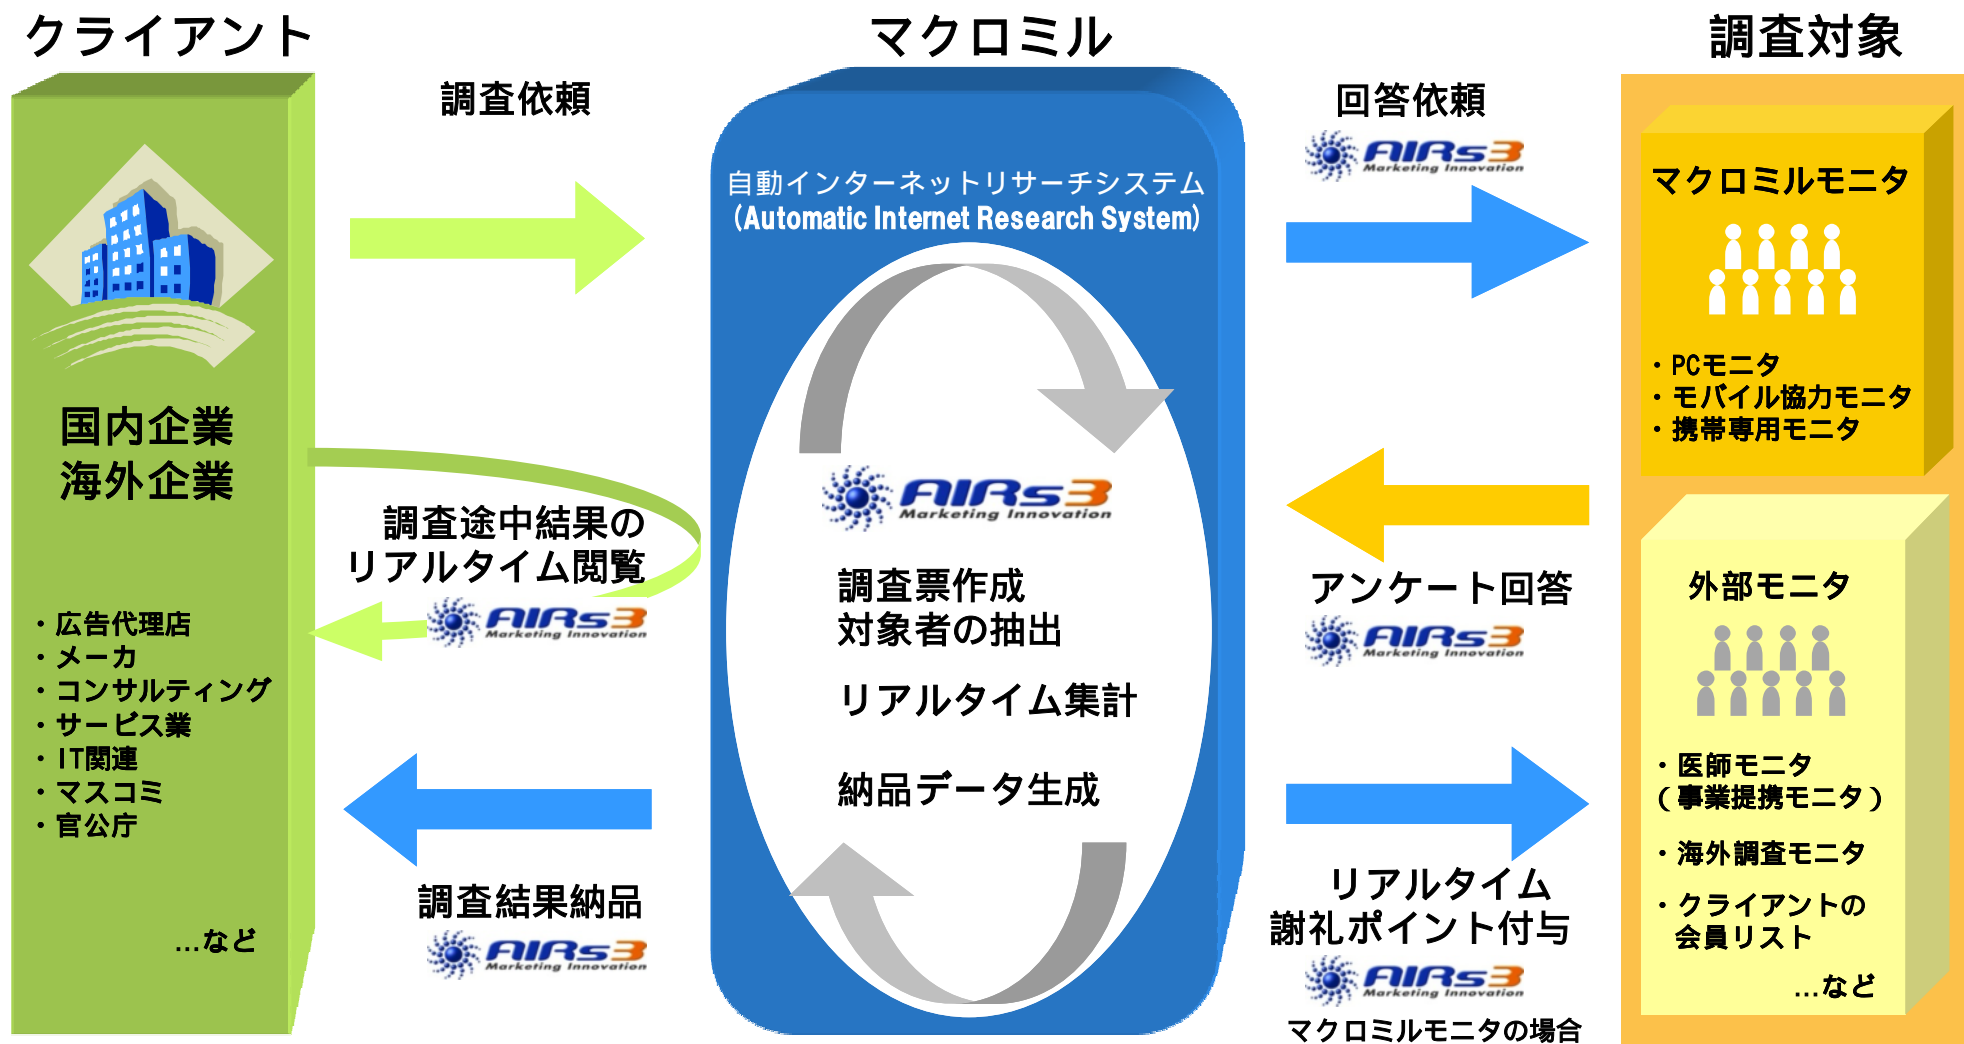 クライアント
国内企業
海外企業
・広告代理店
・メーカ
・コンサルティング
・サービス業
・IT関連
・マスコミ
・官公庁
…など
調査依頼
調査途中結果の
リアルタイム閲覧
AIRs3
Marketing Innovation
調査結果納品
AIRs3
Marketing Innovation
マクロミル
自動インターネットリサーチシステム
(Automatic Internet Research System)
AIRs3
Marketing Innovation
調査票作成
対象者の抽出
リアルタイム集計
納品データ生成
回答依頼
AIRs3
Marketing Innovation
アンケート回答
AIRs3
Marketing Innovation
リアルタイム
謝礼ポイント付与
AIRs3
Marketing Innovation
マクロミルモニタの場合
調査対象
マクロミルモニタ
・PCモニタ
・モバイル協力モニタ
・携帯専用モニタ
外部モニタ
・医師モニタ
（事業提携モニタ）
・海外調査モニタ
・クライアントの
会員リスト
…など